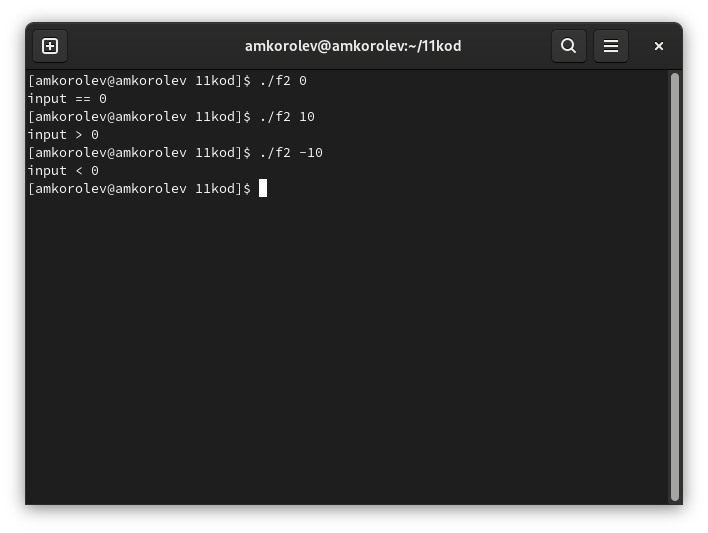 amkorolev@amkorolev:~/11kod
[amkorolev@amkorolev 11kod]$ ./f2 0
input == 0
[amkorolev@amkorolev 11kod]$ ./f2 10
input > 0
[amkorolev@amkorolev 11kod]$ ./f2 -10
input < 0
[amkorolev@amkorolev 11kod]$